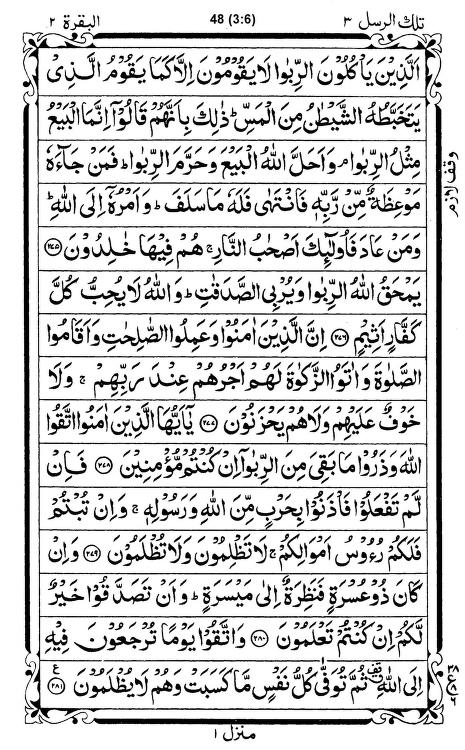 تلك الرسل ٣ 48 (3:6) البقرة ٢
اَلَّذِيْنَ يَاْكُلُوْنَ الرِّبٰوا لَا يَقُوْمُوْنَ اِلَّا كَمَا يَقُوْمُ الَّذِىْ
يَتَخَبَّطُهُ الشَّيْطٰنُ مِنَ الْمَسِّ ؕ ذٰلِكَ بِاَنَّهُمْ قَالُوْۤا اِنَّمَا الْبَيْعُ
مِثْلُ الرِّبٰوا ۘ وَاَحَلَّ اللّٰهُ الْبَيْعَ وَحَرَّمَ الرِّبٰوا ؕ فَمَنْ جَآءَهٗ
مَوْعِظَةٌ مِّنْ رَّبِّهٖ فَانْتَهٰى فَلَهٗ مَا سَلَفَ ؕ وَاَمْرُهٗۤ اِلَى اللّٰهِ ؕ
وَمَنْ عَادَ فَاُولٰٓئِكَ اَصْحٰبُ النَّارِ ۚ هُمْ فِيْهَا خٰلِدُوْنَ ﴿۲۷۵﴾
يَمْحَقُ اللّٰهُ الرِّبٰوا وَيُرْبِى الصَّدَقٰتِ ؕ وَاللّٰهُ لَا يُحِبُّ كُلَّ
كَفَّارٍ اَثِيْمٍ ﴿۲۷۶﴾ اِنَّ الَّذِيْنَ اٰمَنُوْا وَعَمِلُوا الصّٰلِحٰتِ وَاَقَامُوا
الصَّلٰوةَ وَاٰتَوُا الزَّكٰوةَ لَهُمْ اَجْرُهُمْ عِنْدَ رَبِّهِمْ ۚ وَلَا
خَوْفٌ عَلَيْهِمْ وَلَا هُمْ يَحْزَنُوْنَ ﴿۲۷۷﴾ يٰۤاَيُّهَا الَّذِيْنَ اٰمَنُوا اتَّقُوا
اللّٰهَ وَذَرُوْا مَا بَقِىَ مِنَ الرِّبٰۤوا اِنْ كُنْتُمْ مُّؤْمِنِيْنَ ﴿۲۷۸﴾ فَاِنْ
لَّمْ تَفْعَلُوْا فَاْذَنُوْا بِحَرْبٍ مِّنَ اللّٰهِ وَرَسُوْلِهٖ ۚ وَاِنْ تُبْتُمْ
فَلَكُمْ رُءُوْسُ اَمْوَالِكُمْ ۚ لَا تَظْلِمُوْنَ وَلَا تُظْلَمُوْنَ ﴿۲۷۹﴾ وَاِنْ
كَانَ ذُوْ عُسْرَةٍ فَنَظِرَةٌ اِلٰى مَيْسَرَةٍ ؕ وَاَنْ تَصَدَّقُوْا خَيْرٌ
لَّكُمْ اِنْ كُنْتُمْ تَعْلَمُوْنَ ﴿۲۸۰﴾ وَاتَّقُوْا يَوْمًا تُرْجَعُوْنَ فِيْهِ
اِلَى اللّٰهِ ۗ ثُمَّ تُوَفّٰى كُلُّ نَفْسٍ مَّا كَسَبَتْ وَهُمْ لَا يُظْلَمُوْنَ ﴿۲۸۱﴾
وقف لازم
منزل ١